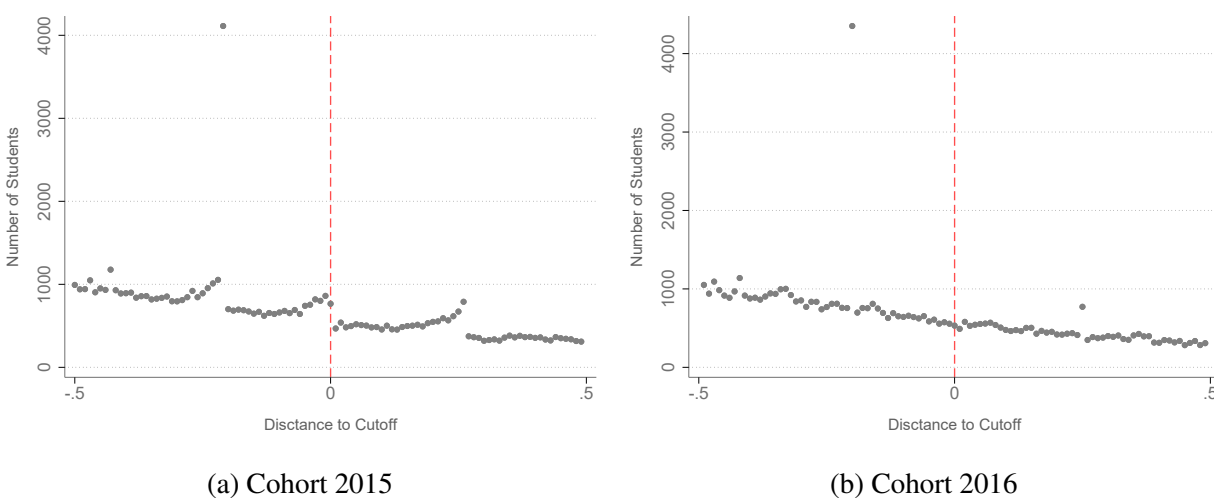 4000
3000
2000
1000
0
Number of Students
-.5
0
.5
Disctance to Cutoff
(a) Cohort 2015
4000
3000
2000
1000
0
Number of Students
-.5
0
.5
Disctance to Cutoff
(b) Cohort 2016